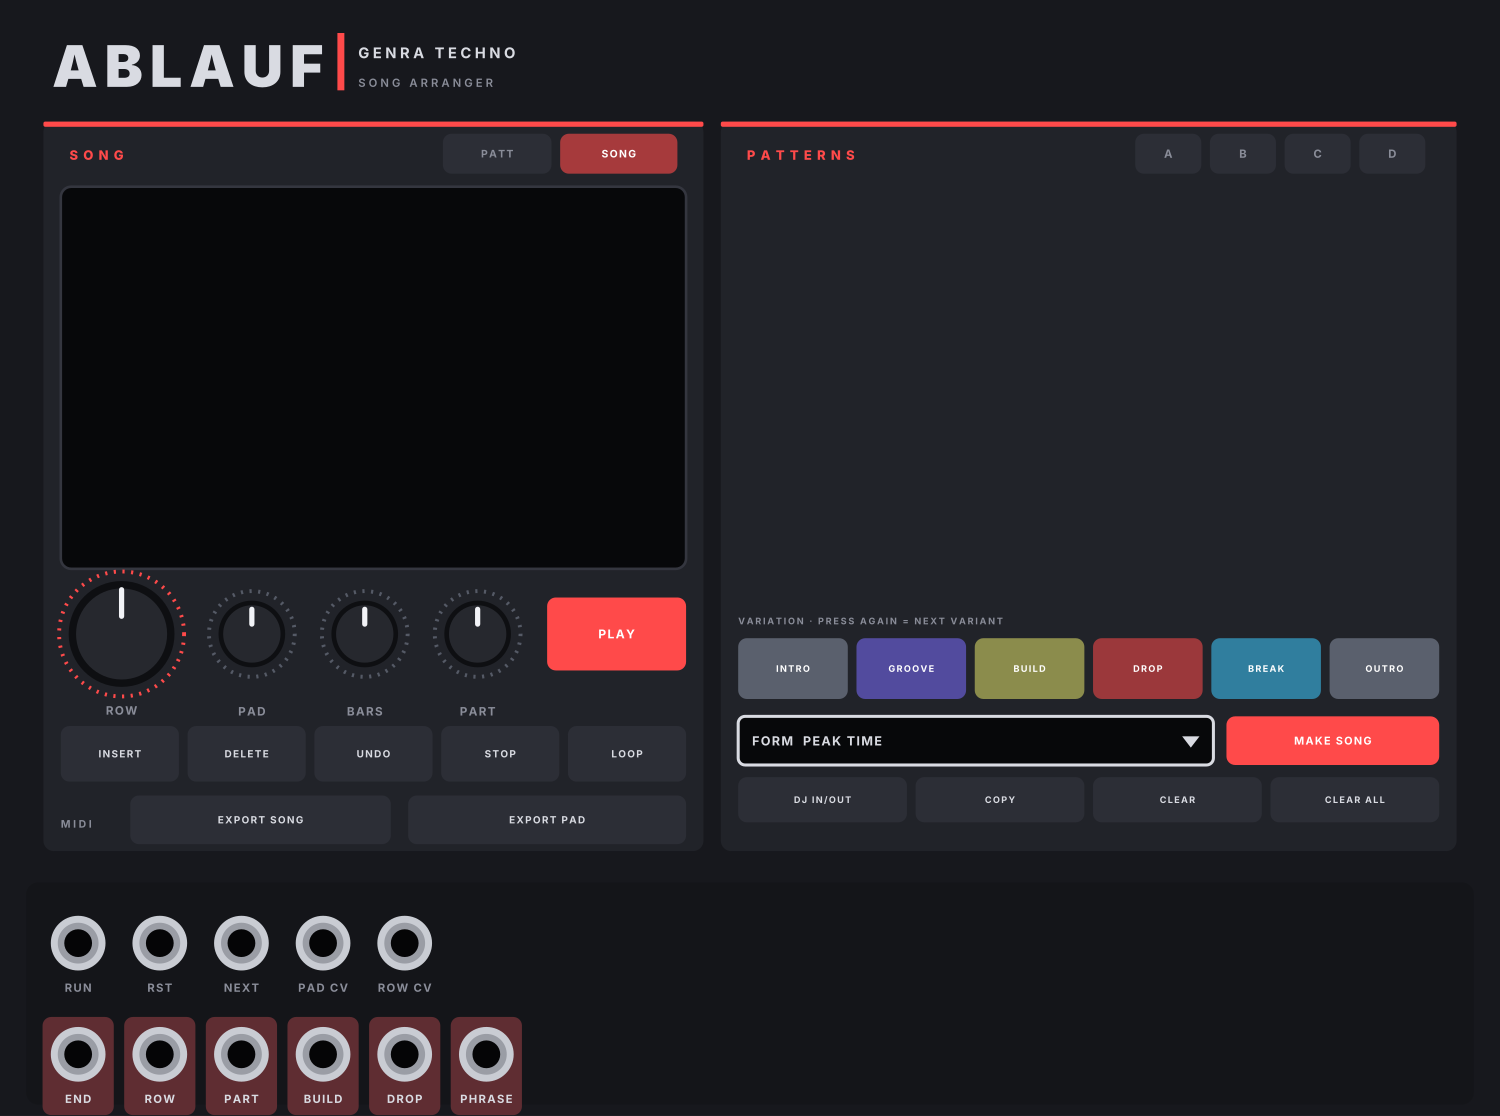 ABLAUF
GENRA TECHNO
SONG ARRANGER
SONG
PATT
SONG
PATTERNS
A
B
C
D
ROW
PAD
BARS
PART
PLAY
INSERT
DELETE
UNDO
STOP
LOOP
MIDI
EXPORT SONG
EXPORT PAD
VARIATION · PRESS AGAIN = NEXT VARIANT
INTRO
GROOVE
BUILD
DROP
BREAK
OUTRO
FORM PEAK TIME
MAKE SONG
DJ IN/OUT
COPY
CLEAR
CLEAR ALL
RUN
RST
NEXT
PAD CV
ROW CV
END
ROW
PART
BUILD
DROP
PHRASE